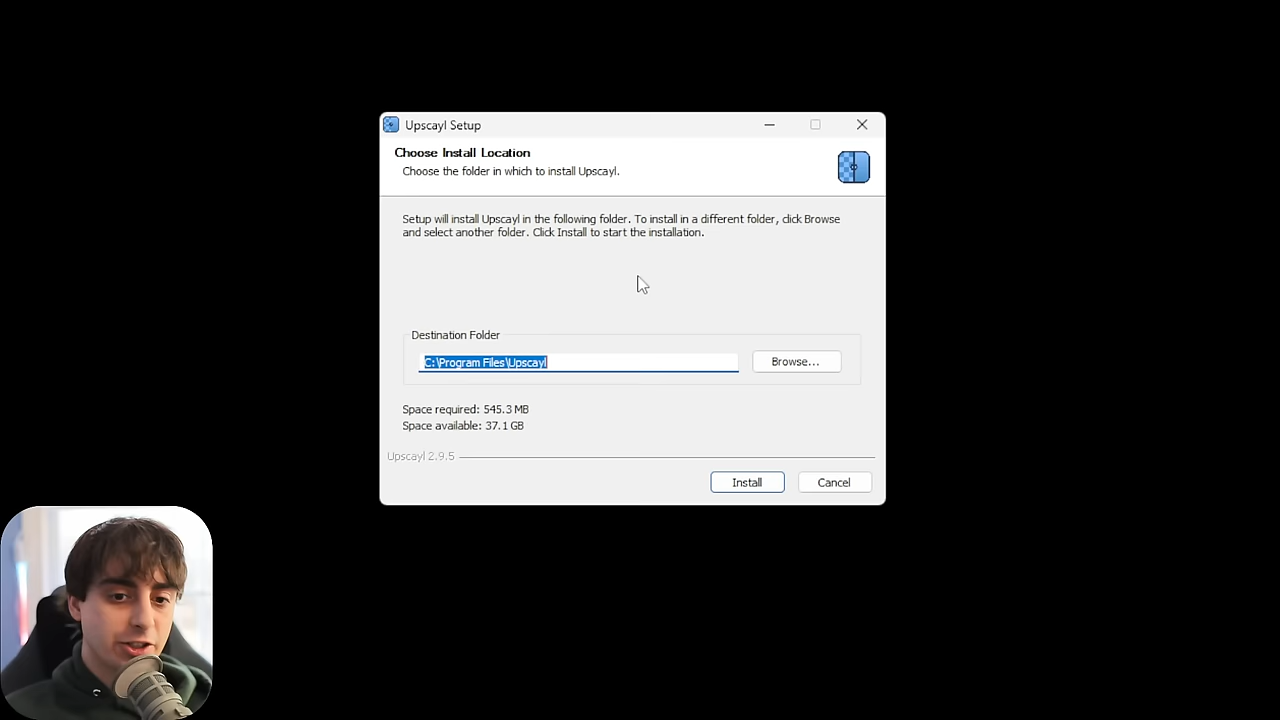 Upscayl Setup
Choose Install Location
Choose the folder in which to install Upscayl.
Setup will install Upscayl in the following folder. To install in a different folder, click Browse
and select another folder. Click Install to start the installation.
Destination Folder
C:\Program Files\Upscayl
Browse...
Space required: 545.3 MB
Space available: 37.1 GB
Upscayl 2.9.5
Install
Cancel